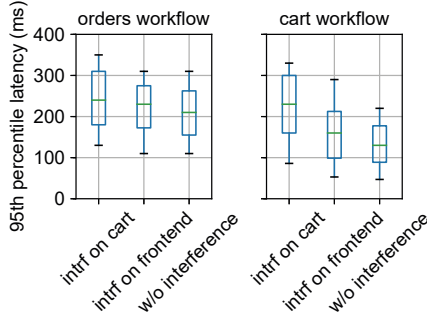 orders workflow
cart workflow
95th percentile latency (ms)
400
300
200
100
0
intrf on cart
intrf on frontend
w/o interference
intrf on cart
intrf on frontend
w/o interference